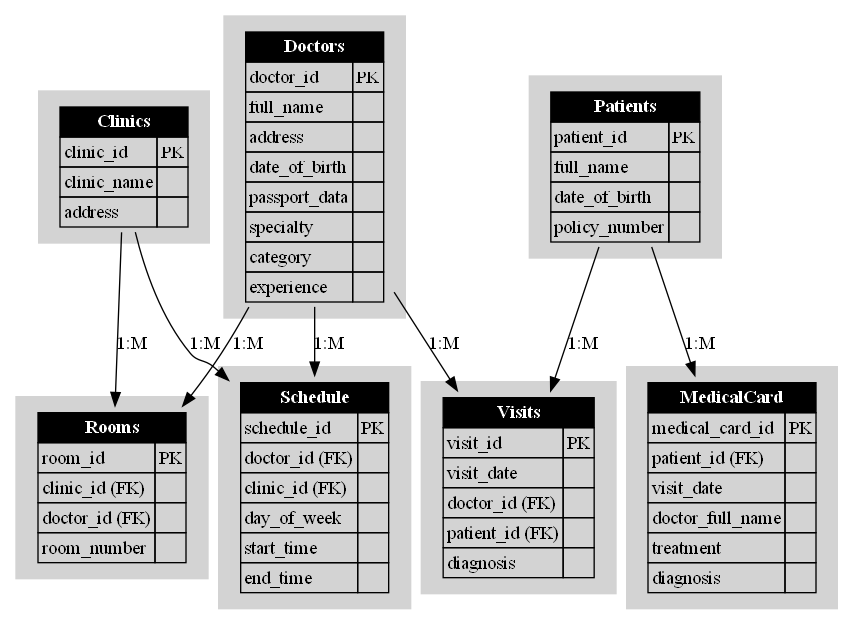 Doctors
doctor_id PK
full_name
address
date_of_birth
passport_data
specialty
category
experience
Clinics
clinic_id PK
clinic_name
address
Patients
patient_id PK
full_name
date_of_birth
policy_number
1:M 1:M 1:M 1:M 1:M 1:M 1:M
Rooms
room_id PK
clinic_id (FK)
doctor_id (FK)
room_number
Schedule
schedule_id PK
doctor_id (FK)
clinic_id (FK)
day_of_week
start_time
end_time
Visits
visit_id PK
visit_date
doctor_id (FK)
patient_id (FK)
diagnosis
MedicalCard
medical_card_id PK
patient_id (FK)
visit_date
doctor_full_name
treatment
diagnosis